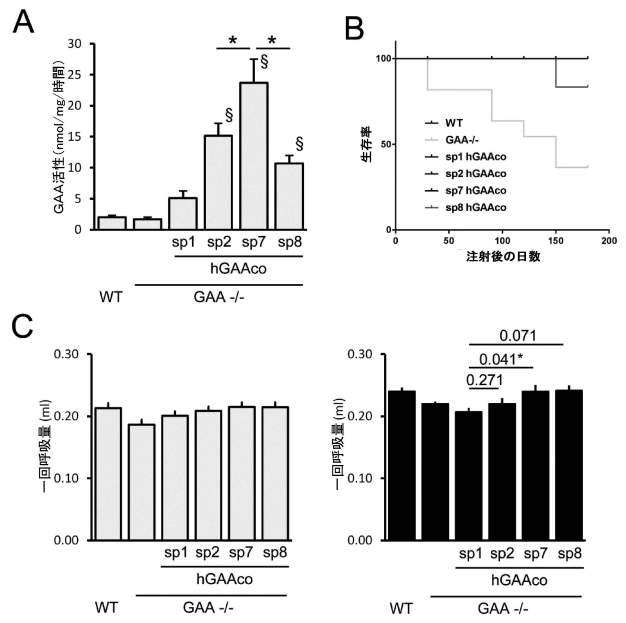 A
GAA活性(nmol/mg/時間)
30
25
20
15
10
5
0
*
*
§
§
§
sp1 sp2 sp7 sp8
hGAAco
WT
GAA -/-
B
生存率
100
50
0
0 50 100 150 200
注射後の日数
WT
GAA-/-
sp1 hGAAco
sp2 hGAAco
sp7 hGAAco
sp8 hGAAco
C
一回呼吸量(ml)
0.30
0.20
0.10
0.00
sp1 sp2 sp7 sp8
hGAAco
WT
GAA -/-
一回呼吸量(ml)
0.30
0.20
0.10
0.00
0.071
0.041*
0.271
sp1 sp2 sp7 sp8
hGAAco
WT
GAA -/-